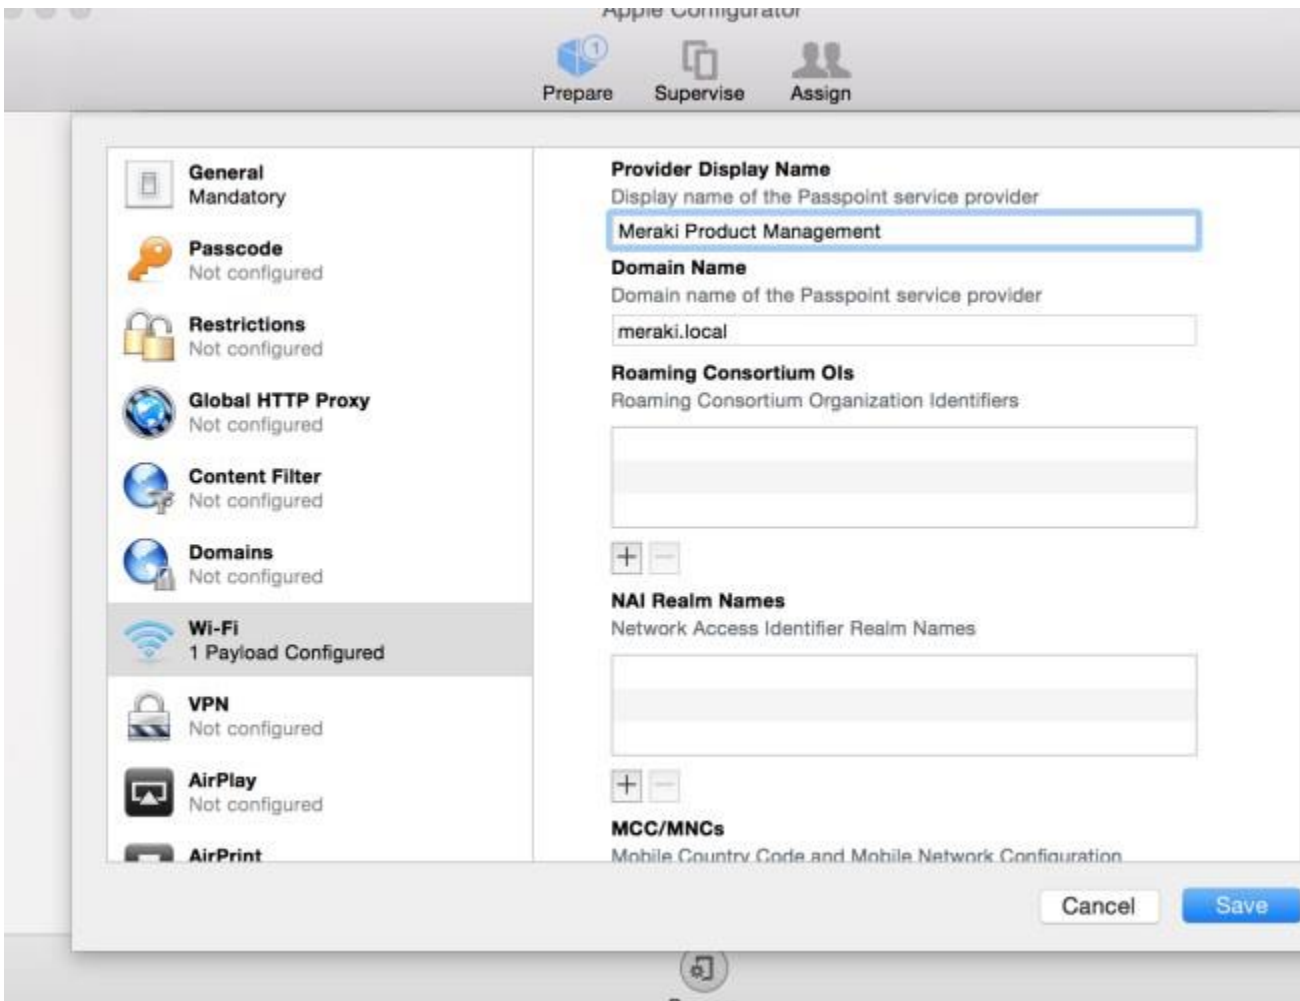 Apple Configurator
1
Prepare
Supervise
Assign
General
Mandatory
Passcode
Not configured
Restrictions
Not configured
Global HTTP Proxy
Not configured
Content Filter
Not configured
Domains
Not configured
Wi-Fi
1 Payload Configured
VPN
Not configured
AirPlay
Not configured
AirPrint
Provider Display Name
Display name of the Passpoint service provider
Meraki Product Management
Domain Name
Domain name of the Passpoint service provider
meraki.local
Roaming Consortium OIs
Roaming Consortium Organization Identifiers
NAI Realm Names
Network Access Identifier Realm Names
MCC/MNCs
Mobile Country Code and Mobile Network Configuration
Cancel
Save